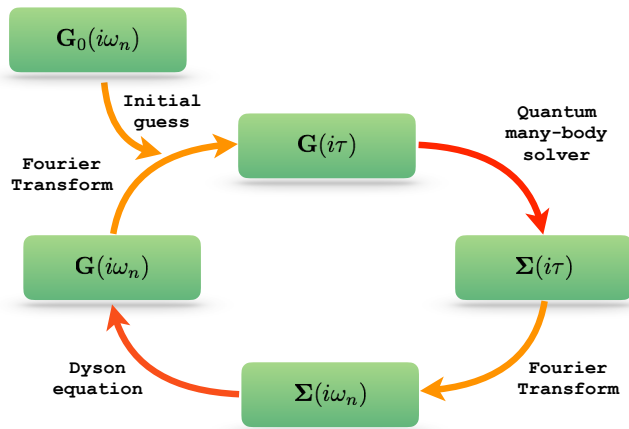 G₀(iωₙ)
Initial
guess
G(iτ)
Quantum
many-body
solver
Fourier
Transform
G(iωₙ)
Σ(iτ)
Dyson
equation
Σ(iωₙ)
Fourier
Transform